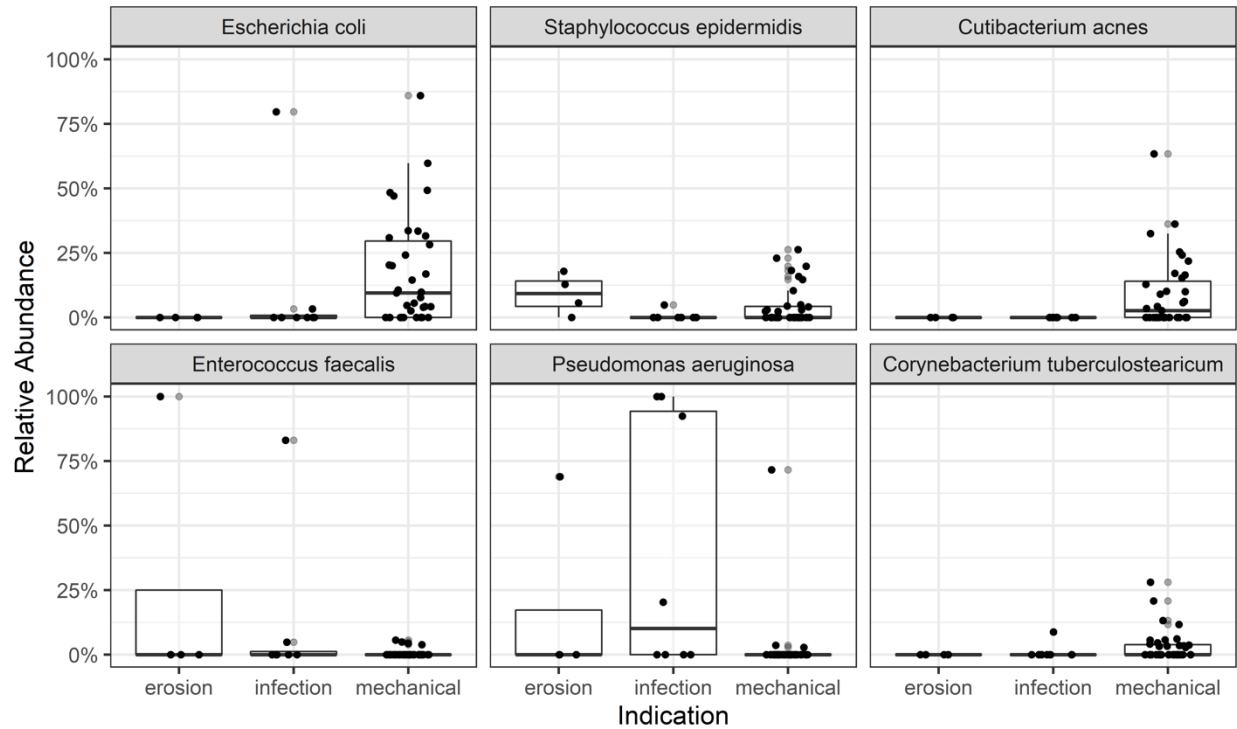 Escherichia coli
Staphylococcus epidermidis
Cutibacterium acnes
100%
75%
50%
25%
0%
Enterococcus faecalis
Pseudomonas aeruginosa
Corynebacterium tuberculostearicum
100%
75%
50%
25%
0%
Relative Abundance
erosion infection mechanical
erosion infection mechanical
erosion infection mechanical
Indication